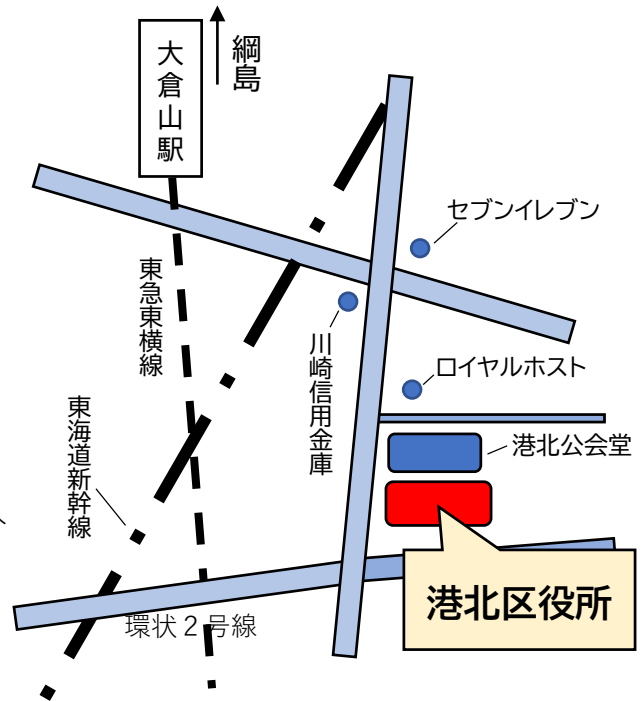 大倉山駅
綱島
セブンイレブン
東急東横線
川崎信用金庫
ロイヤルホスト
東海道新幹線
港北公会堂
港北区役所
環状２号線